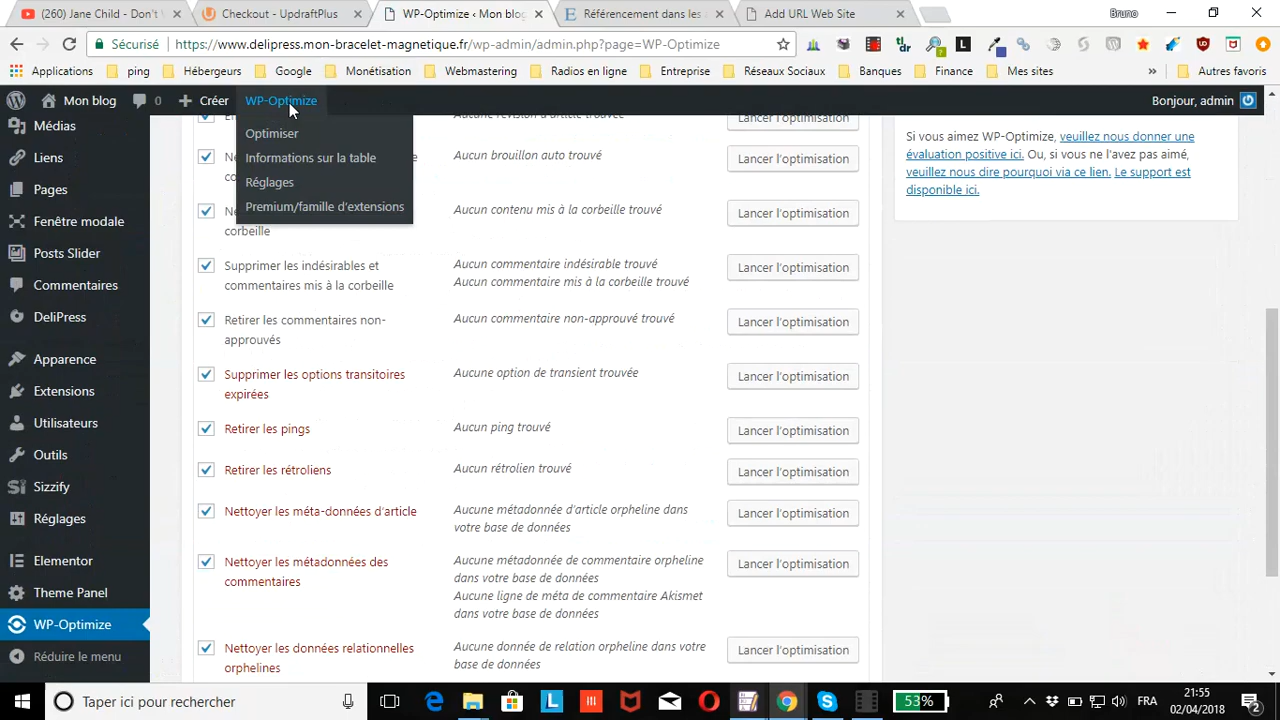 (260) Jane Child - Don't W
Checkout - UpdraftPlus
WP-Optimize ‹ Mon blog
Référencement dans les a
Add URL Web Site
Bruno
Sécurisé
https://www.delipress.mon-bracelet-magnetique.fr/wp-admin/admin.php?page=WP-Optimize
Applications
ping
Hébergeurs
Google
Monétisation
Webmastering
Radios en ligne
Entreprise
Réseaux Sociaux
Banques
Humour
»
Autres favoris
Mon blog
0
Créer
WP-Optimize
Bonjour, admin
Optimiser
Informations sur la table
Réglages
Premium/famille d'extensions
Médias
Liens
Pages
Fenêtre modale
Posts Slider
Commentaires
DeliPress
Apparence
Extensions
Utilisateurs
Outils
Sizzify
Réglages
Elementor
Theme Panel
WP-Optimize
Réduire le menu
Lancer l'optimisation
Aucun brouillon auto trouvé
Lancer l'optimisation
corbeille
Aucun contenu mis à la corbeille trouvé
Lancer l'optimisation
Supprimer les indésirables et
commentaires mis à la corbeille
Aucun commentaire indésirable trouvé
Aucun commentaire mis à la corbeille trouvé
Lancer l'optimisation
Retirer les commentaires non-
approuvés
Aucun commentaire non-approuvé trouvé
Lancer l'optimisation
Supprimer les options transitoires
expirées
Aucune option de transient trouvée
Lancer l'optimisation
Retirer les pings
Aucun ping trouvé
Lancer l'optimisation
Retirer les rétroliens
Aucun rétrolien trouvé
Lancer l'optimisation
Nettoyer les méta-données d'article
Aucune métadonnée d'article orpheline dans
votre base de données
Lancer l'optimisation
Nettoyer les métadonnées des
commentaires
Aucune métadonnée de commentaire orpheline
dans votre base de données
Aucune ligne de méta de commentaire Akismet
dans votre base de données
Lancer l'optimisation
Nettoyer les données relationnelles
orphelines
Aucune donnée de relation orpheline dans votre
base de données
Lancer l'optimisation
Si vous aimez WP-Optimize, veuillez nous donner une
évaluation positive ici. Ou, si vous ne l'avez pas aimé,
veuillez nous dire pourquoi via ce lien. Le support est
disponible ici.
Taper ici pour rechercher
53%
FRA
21:55
02/04/2018
2